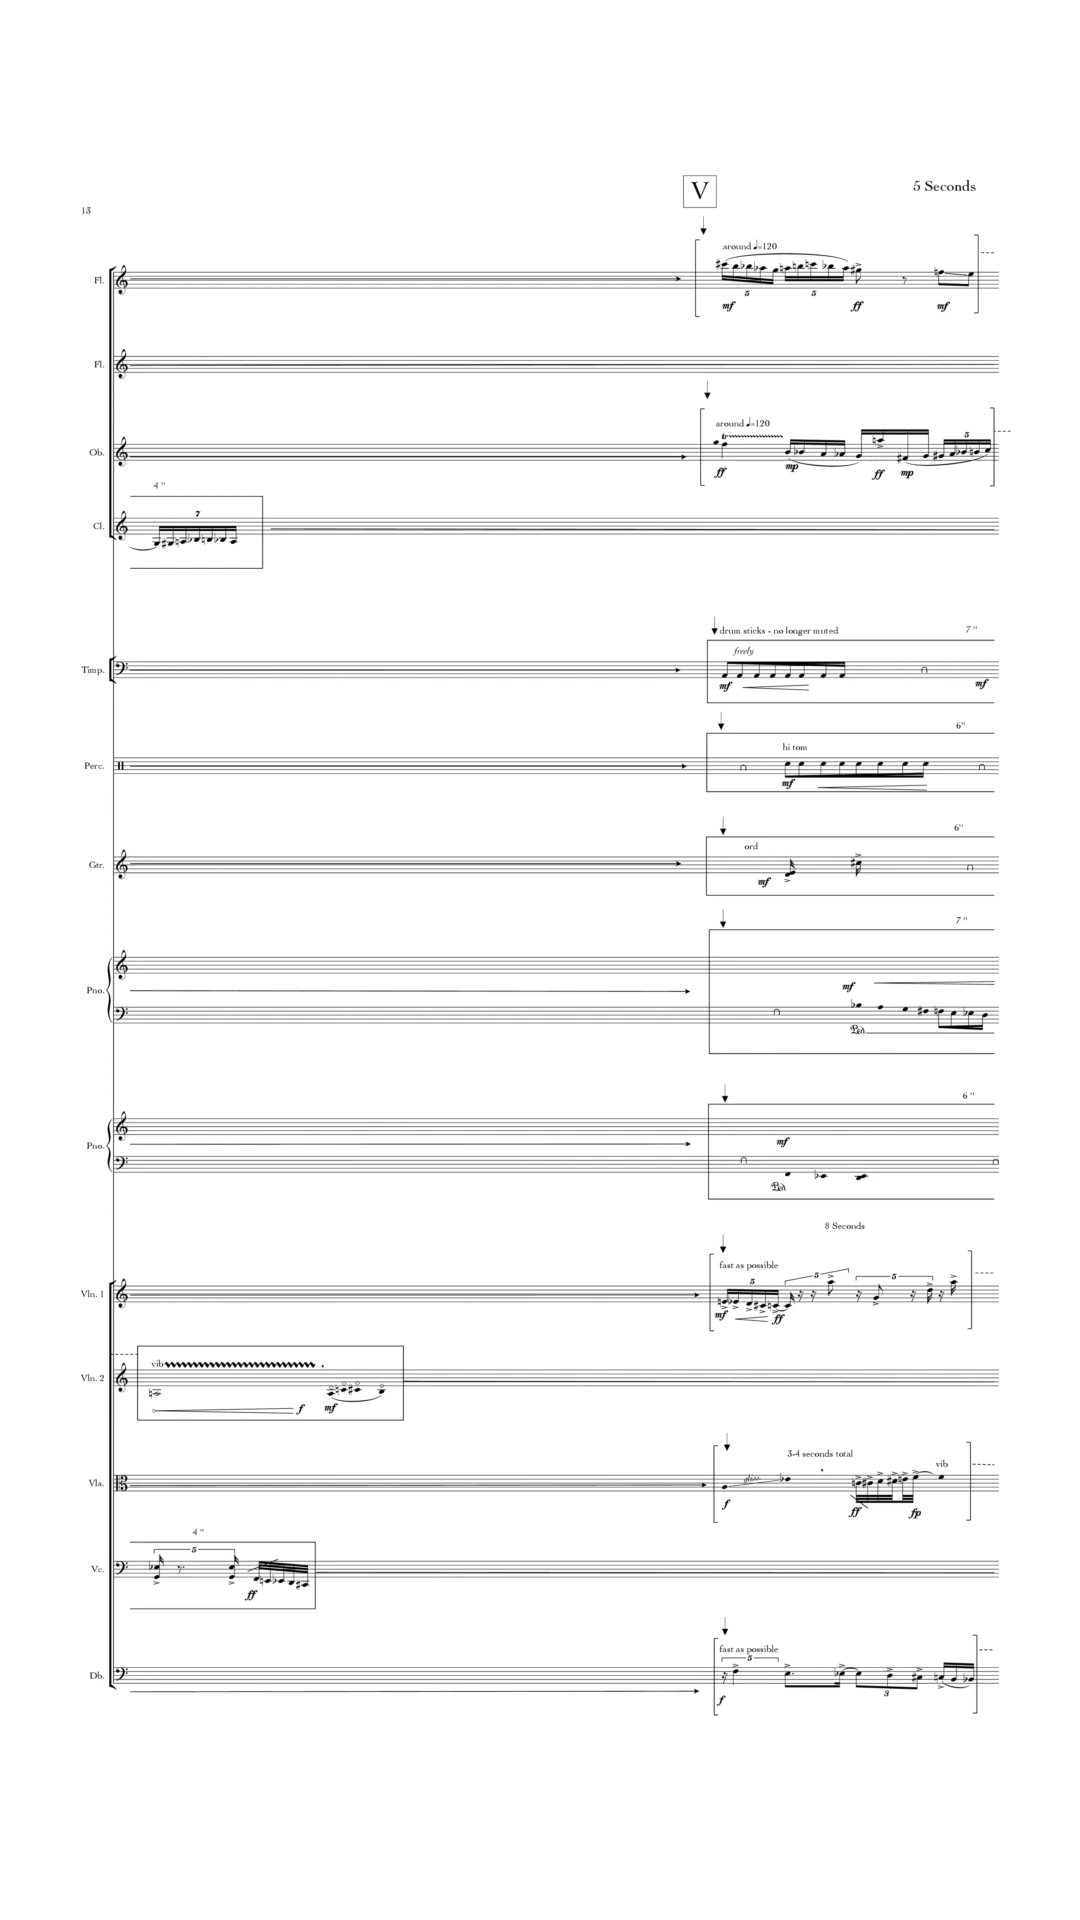 V
5 Seconds
13
around ♩=120
Fl.
5
5
mf
ff
mf
Fl.
around ♩=120
Ob.
tr
5
ff
mp
ff
mp
4 "
7
Cl.
drum sticks - no longer muted
7 "
freely
Timp.
mf
mf
6"
hi tom
Perc.
mf
6"
ord
Gtr.
mf
7 "
Pno.
mf
Ped
6 "
Pno.
mf
Ped
8 Seconds
fast as possible
5
5
5
Vln. 1
mf
ff
vib
Vln. 2
f
mf
3-4 seconds total
vib
gliss.
Vla.
f
ff
fp
4 "
5
Vc.
ff
fast as possible
5
Db.
3
f